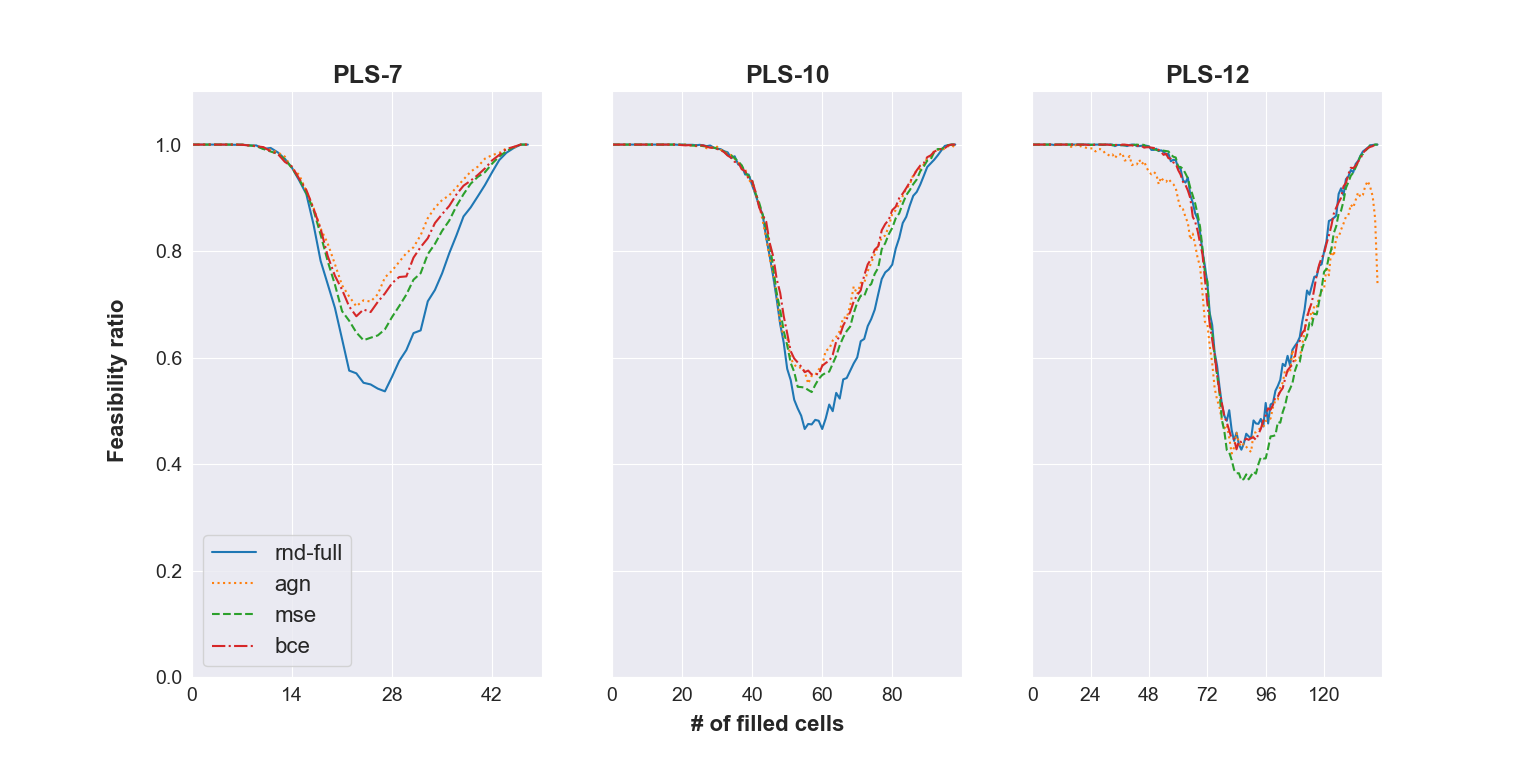 PLS-7
PLS-10
PLS-12
Feasibility ratio
1.0
0.8
0.6
0.4
0.2
0.0
rnd-full
agn
mse
bce
0 14 28 42
0 20 40 60 80
0 24 48 72 96 120
# of filled cells